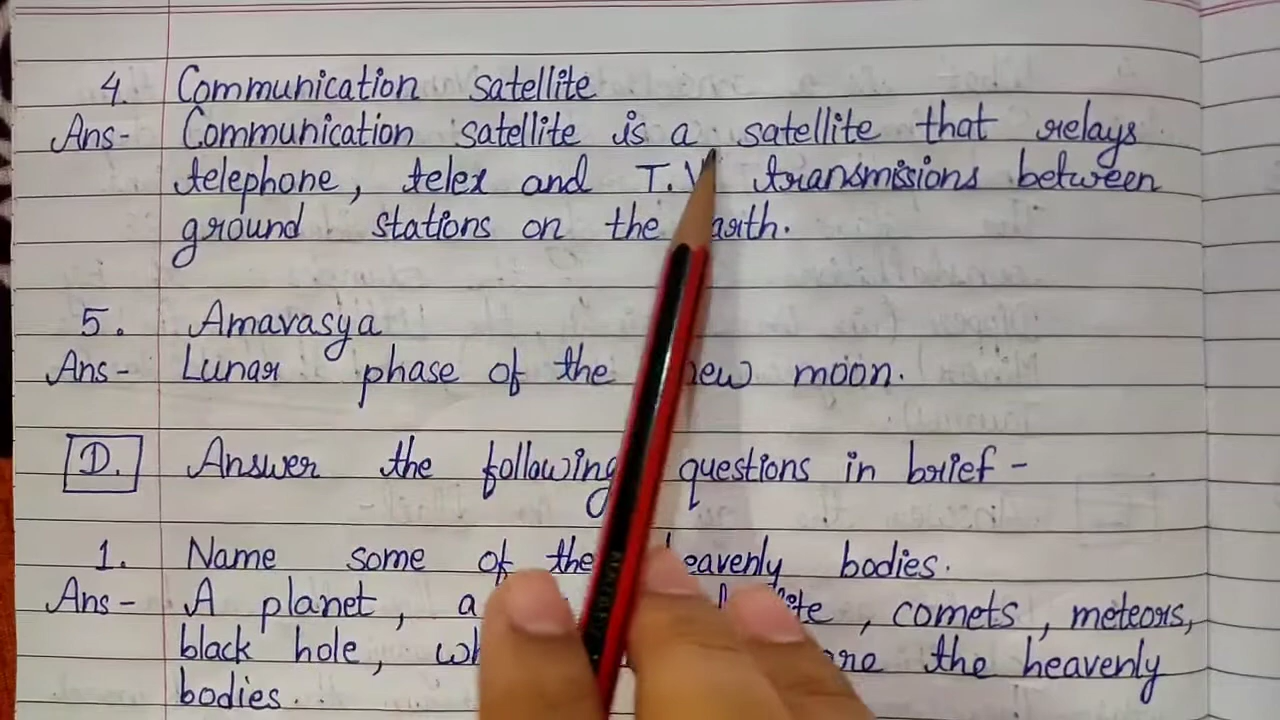 4. Communication satellite
Ans- Communication satellite is a satellite that relays
telephone, telex and T.V transmissions between
ground stations on the earth.
5. Amavasya
Ans- Lunar phase of the new moon.
D. Answer the following questions in brief -
1. Name some of the heavenly bodies.
Ans- A planet, a , comets, meteors,
black hole, are the heavenly
bodies.